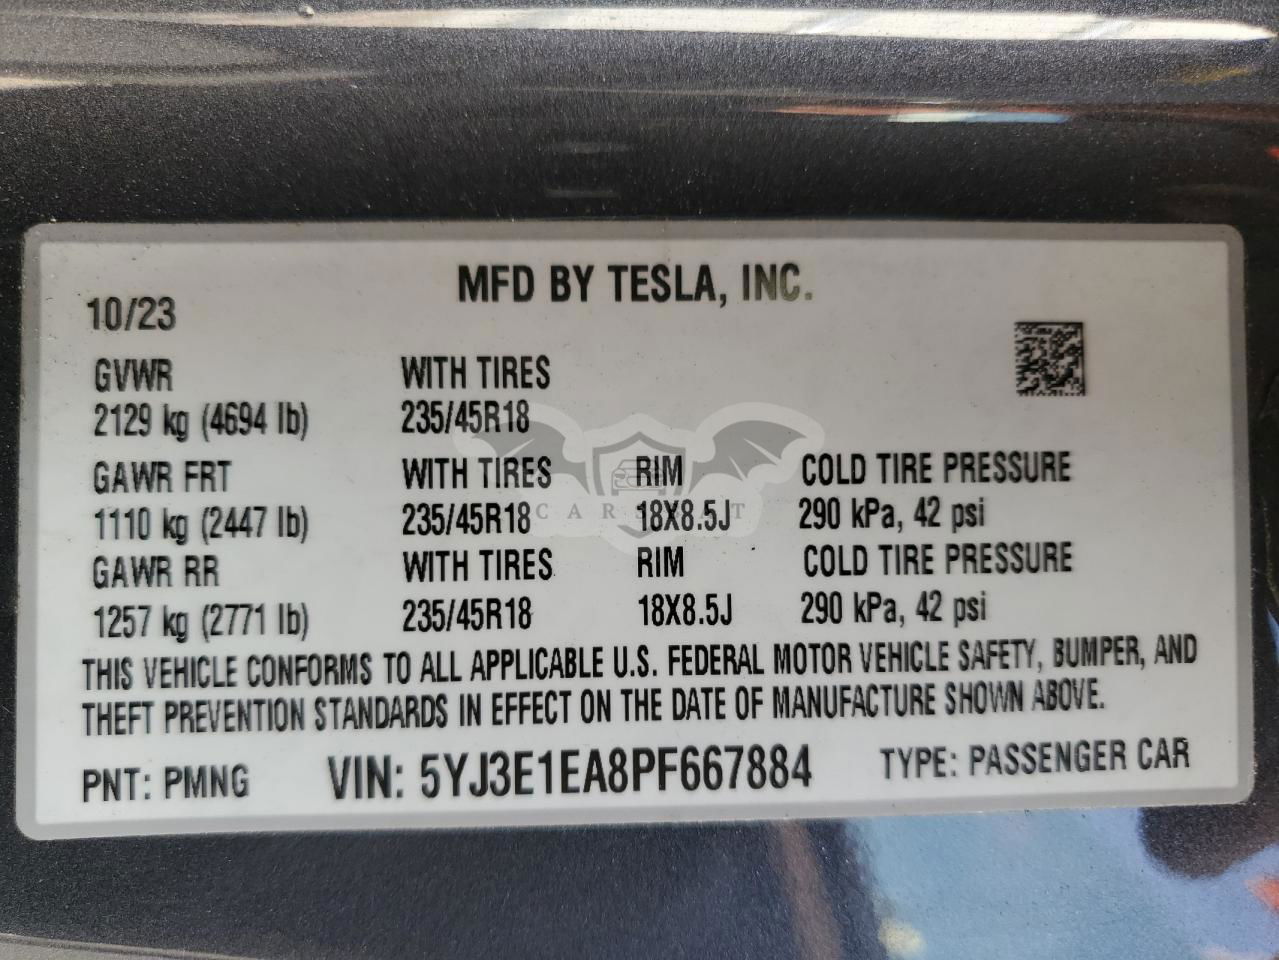 MFD BY TESLA, INC.
10/23
GVWR WITH TIRES
2129 kg (4694 lb) 235/45R18
GAWR FRT WITH TIRES RIM COLD TIRE PRESSURE
1110 kg (2447 lb) 235/45R18 18X8.5J 290 kPa, 42 psi
GAWR RR WITH TIRES RIM COLD TIRE PRESSURE
1257 kg (2771 lb) 235/45R18 18X8.5J 290 kPa, 42 psi
THIS VEHICLE CONFORMS TO ALL APPLICABLE U.S. FEDERAL MOTOR VEHICLE SAFETY, BUMPER, AND
THEFT PREVENTION STANDARDS IN EFFECT ON THE DATE OF MANUFACTURE SHOWN ABOVE.
PNT: PMNG VIN: 5YJ3E1EA8PF667884 TYPE: PASSENGER CAR